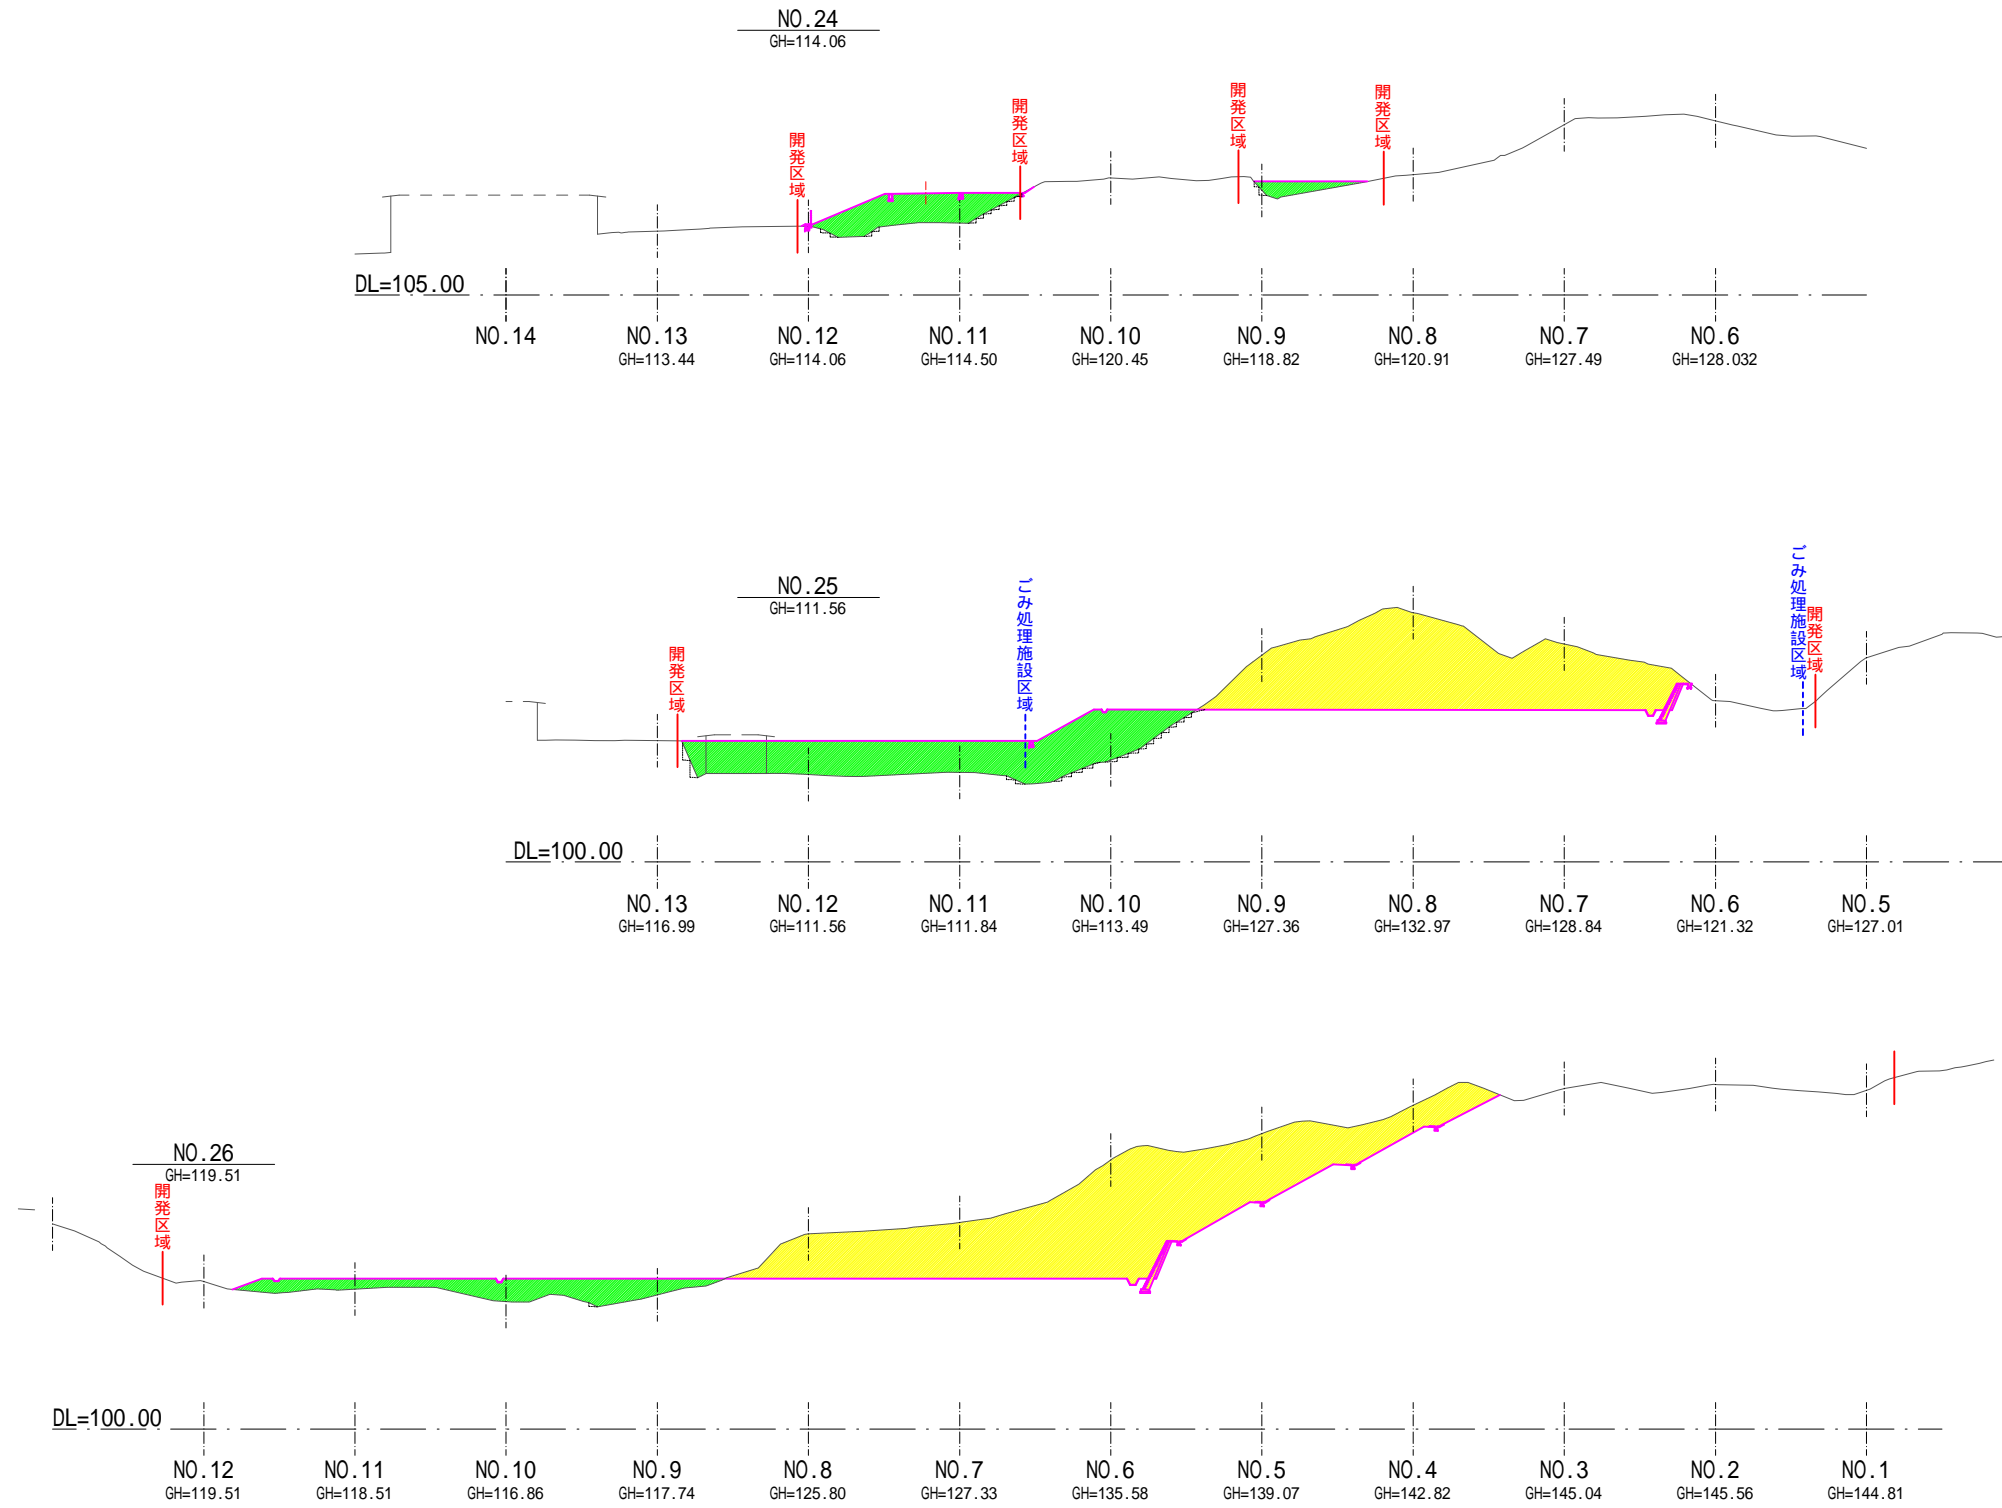 NO.24
GH=114.06
開発区域
開発区域
開発区域
開発区域
DL=105.00
NO.14
NO.13
NO.12
NO.11
NO.10
NO.9
NO.8
NO.7
NO.6
GH=113.44
GH=114.06
GH=114.50
GH=120.45
GH=118.82
GH=120.91
GH=127.49
GH=128.032
NO.25
GH=111.56
開発区域
ごみ処理施設区域
ごみ処理施設区域
開発区域
DL=100.00
NO.13
NO.12
NO.11
NO.10
NO.9
NO.8
NO.7
NO.6
NO.5
GH=116.99
GH=111.56
GH=111.84
GH=113.49
GH=127.36
GH=132.97
GH=128.84
GH=121.32
GH=127.01
NO.26
GH=119.51
開発区域
DL=100.00
NO.12
NO.11
NO.10
NO.9
NO.8
NO.7
NO.6
NO.5
NO.4
NO.3
NO.2
NO.1
GH=119.51
GH=118.51
GH=116.86
GH=117.74
GH=125.80
GH=127.33
GH=135.58
GH=139.07
GH=142.82
GH=145.04
GH=145.56
GH=144.81